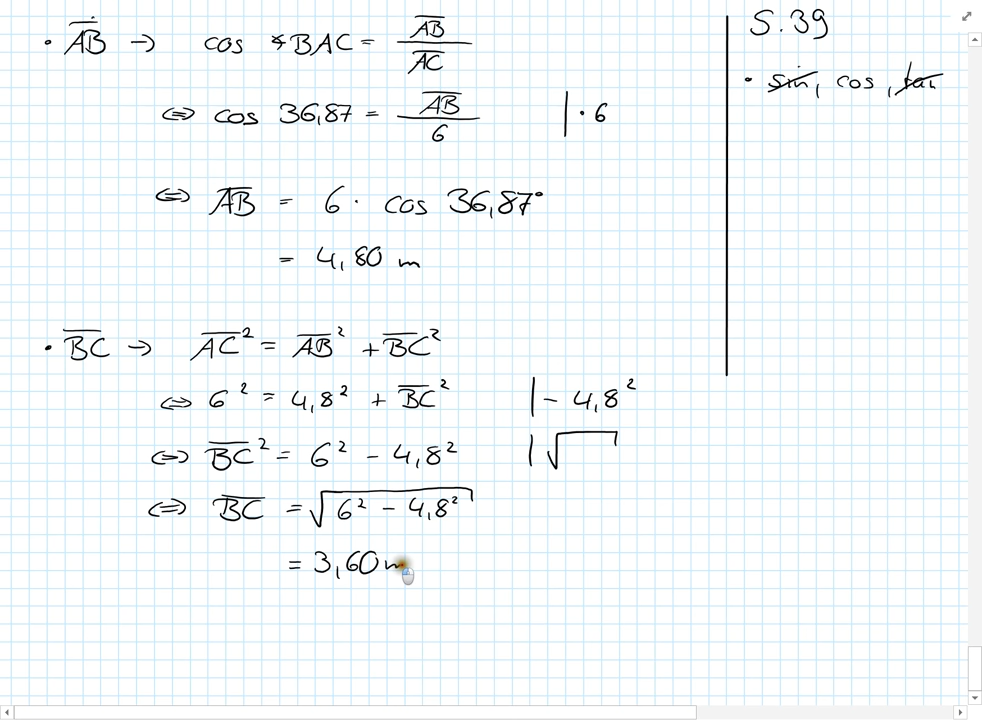 • AB → cos ∡BAC = AB / AC
⇔ cos 36,87 = AB / 6 | · 6
⇔ AB = 6 · cos 36,87°
= 4,80 m
• BC → AC² = AB² + BC²
⇔ 6² = 4,8² + BC² | - 4,8²
⇔ BC² = 6² - 4,8² | √
⇔ BC = √6² - 4,8²
= 3,60 m
S. 39
• sin, cos, tan